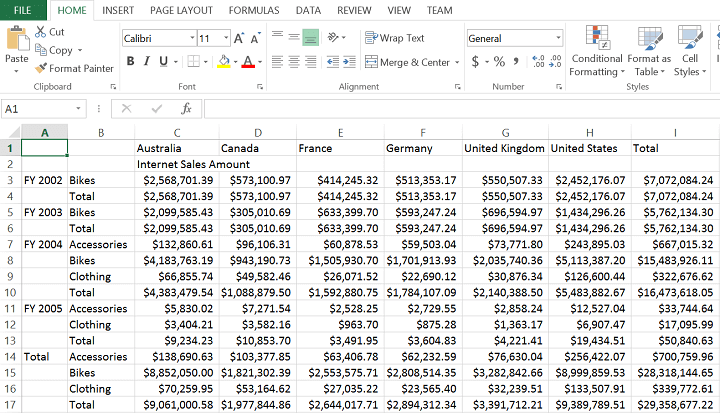 FILE HOME INSERT PAGE LAYOUT FORMULAS DATA REVIEW VIEW TEAM
Cut
Copy
Format Painter
Paste
Clipboard
Calibri 11 A A
B I U A
Font
Wrap Text
Merge & Center
Alignment
General
$ % , .0 .00 .00 .0
Number
Conditional Format as Cell
Formatting Table Styles
Styles
A1 fx
A B C D E F G H I
1 Australia Canada France Germany United Kingdom United States Total
2 Internet Sales Amount
3 FY 2002 Bikes $2,568,701.39 $573,100.97 $414,245.32 $513,353.17 $550,507.33 $2,452,176.07 $7,072,084.24
4 Total $2,568,701.39 $573,100.97 $414,245.32 $513,353.17 $550,507.33 $2,452,176.07 $7,072,084.24
5 FY 2003 Bikes $2,099,585.43 $305,010.69 $633,399.70 $593,247.24 $696,594.97 $1,434,296.26 $5,762,134.30
6 Total $2,099,585.43 $305,010.69 $633,399.70 $593,247.24 $696,594.97 $1,434,296.26 $5,762,134.30
7 FY 2004 Accessories $132,860.61 $96,106.31 $60,878.53 $59,503.04 $73,771.80 $243,895.03 $667,015.32
8 Bikes $4,183,763.19 $943,190.73 $1,505,930.70 $1,701,913.93 $2,035,740.36 $5,113,387.20 $15,483,926.11
9 Clothing $66,855.74 $49,582.46 $26,071.52 $22,690.12 $30,876.34 $126,600.44 $322,676.62
10 Total $4,383,479.54 $1,088,879.50 $1,592,880.75 $1,784,107.09 $2,140,388.50 $5,483,882.67 $16,473,618.05
11 FY 2005 Accessories $5,830.02 $7,271.54 $2,528.25 $2,729.55 $2,858.24 $12,527.04 $33,744.64
12 Clothing $3,404.21 $3,582.16 $963.70 $875.28 $1,363.17 $6,907.47 $17,095.99
13 Total $9,234.23 $10,853.70 $3,491.95 $3,604.83 $4,221.41 $19,434.51 $50,840.63
14 Total Accessories $138,690.63 $103,377.85 $63,406.78 $62,232.59 $76,630.04 $256,422.07 $700,759.96
15 Bikes $8,852,050.00 $1,821,302.39 $2,553,575.71 $2,808,514.35 $3,282,842.66 $8,999,859.53 $28,318,144.65
16 Clothing $70,259.95 $53,164.62 $27,035.22 $23,565.40 $32,239.51 $133,507.91 $339,772.61
17 Total $9,061,000.58 $1,977,844.86 $2,644,017.71 $2,894,312.34 $3,391,712.21 $9,389,789.51 $29,358,677.22